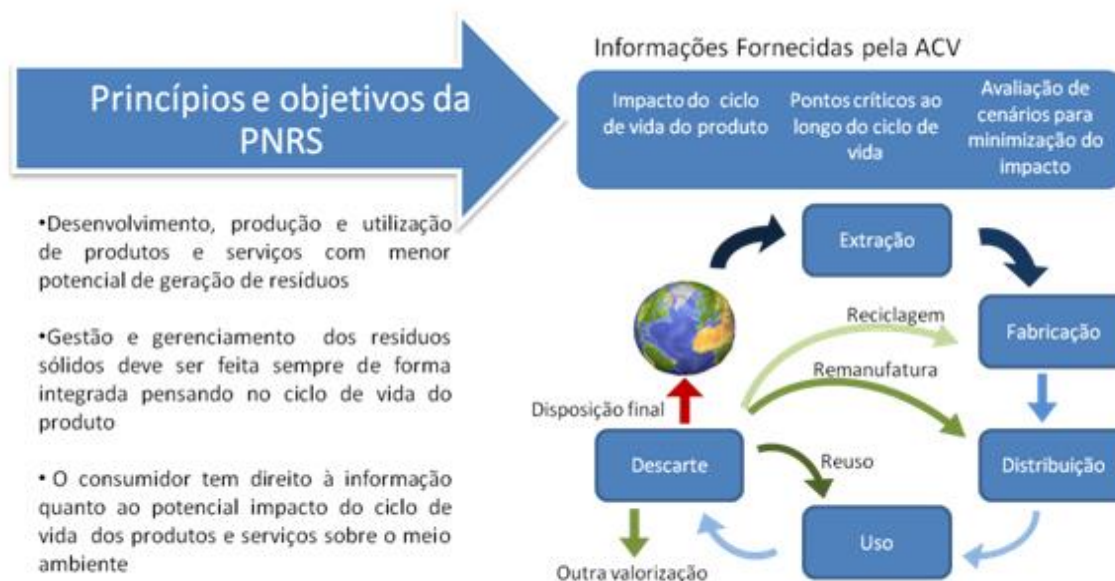 Princípios e objetivos da
PNRS
•Desenvolvimento, produção e utilização
de produtos e serviços com menor
potencial de geração de resíduos
•Gestão e gerenciamento dos resíduos
sólidos deve ser feita sempre de forma
integrada pensando no ciclo de vida do
produto
• O consumidor tem direito à informação
quanto ao potencial impacto do ciclo de
vida dos produtos e serviços sobre o meio
ambiente
Informações Fornecidas pela ACV
Impacto do ciclo
de vida do produto
Pontos críticos ao
longo do ciclo de
vida
Avaliação de
cenários para
minimização do
impacto
Extração
Reciclagem
Fabricação
Remanufatura
Disposição final
Descarte
Reuso
Distribuição
Uso
Outra valorização